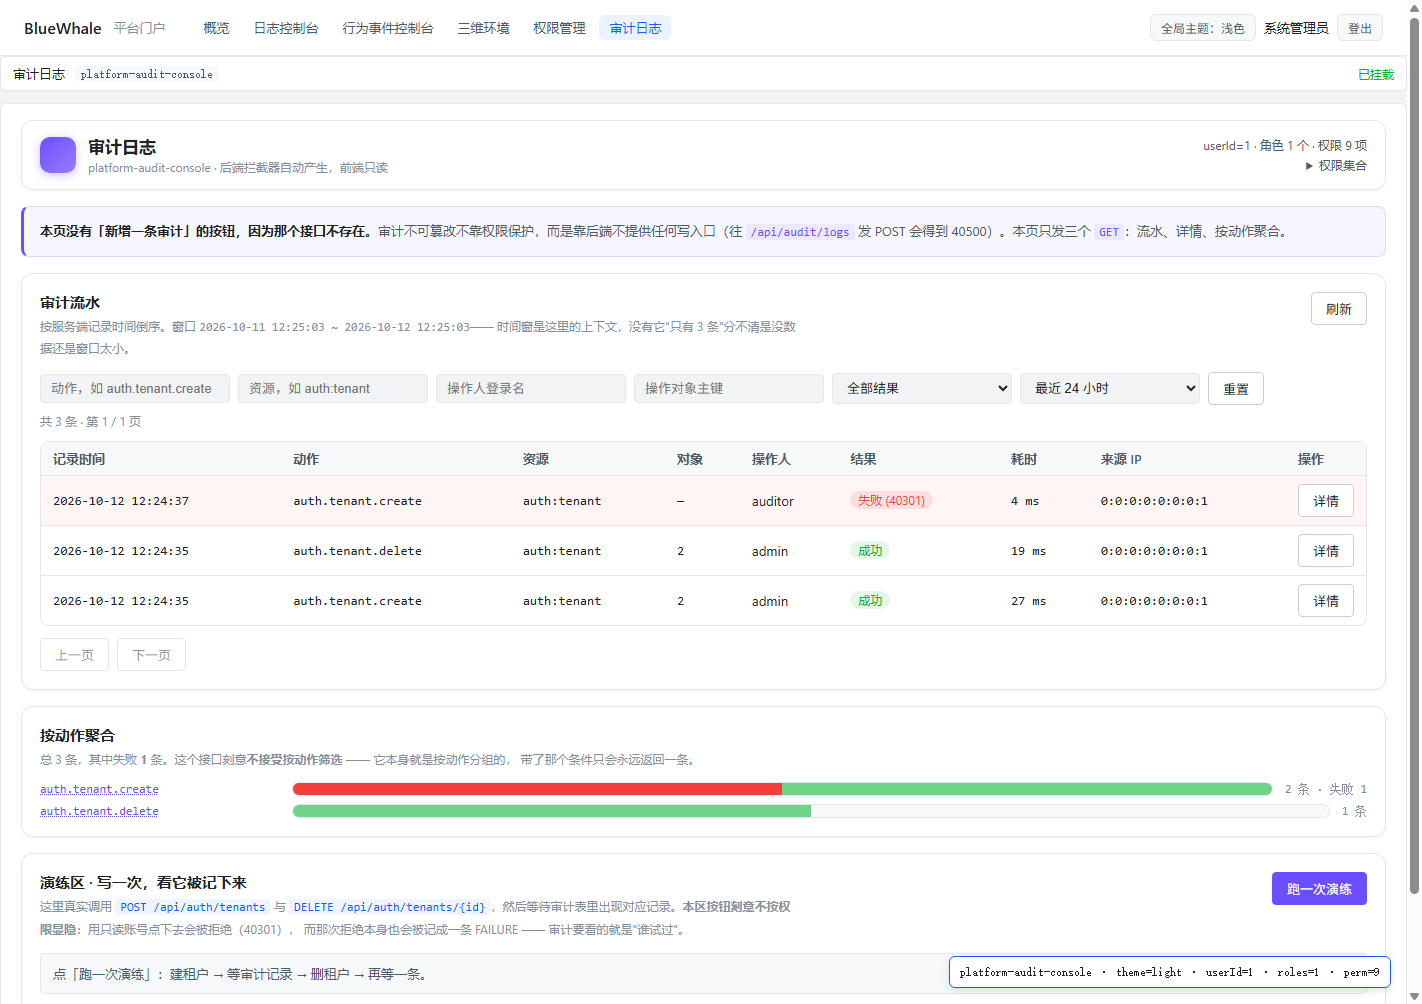 BlueWhale 平台门户 概览 日志控制台 行为事件控制台 三维环境 权限管理 审计日志 全局主题：浅色 系统管理员 登出
审计日志 platform-audit-console 已挂载
审计日志
platform-audit-console · 后端拦截器自动产生，前端只读
userId=1 · 角色 1 个 · 权限 9 项
▶ 权限集合
本页没有「新增一条审计」的按钮，因为那个接口不存在。审计不可篡改不靠权限保护，而是靠后端不提供任何写入口（往 /api/audit/logs 发 POST 会得到 40500）。本页只发三个 GET：流水、详情、按动作聚合。
审计流水
刷新
按服务端记录时间倒序。窗口 2026-10-11 12:25:03 ~ 2026-10-12 12:25:03—— 时间窗是这里的上下文，没有它"只有 3 条"分不清是没数
据还是窗口太小。
动作，如 auth.tenant.create 资源，如 auth:tenant 操作人登录名 操作对象主键 全部结果 最近 24 小时 重置
共 3 条 · 第 1 / 1 页
记录时间 动作 资源 对象 操作人 结果 耗时 来源 IP 操作
2026-10-12 12:24:37 auth.tenant.create auth:tenant — auditor 失败 (40301) 4 ms 0:0:0:0:0:0:0:1 详情
2026-10-12 12:24:35 auth.tenant.delete auth:tenant 2 admin 成功 19 ms 0:0:0:0:0:0:0:1 详情
2026-10-12 12:24:35 auth.tenant.create auth:tenant 2 admin 成功 27 ms 0:0:0:0:0:0:0:1 详情
上一页 下一页
按动作聚合
总 3 条，其中失败 1 条。这个接口刻意不接受按动作筛选 —— 它本身就是按动作分组的， 带了那个条件只会永远返回一条。
auth.tenant.create 2 条 · 失败 1
auth.tenant.delete 1 条
演练区 · 写一次，看它被记下来
跑一次演练
这里真实调用 POST /api/auth/tenants 与 DELETE /api/auth/tenants/{id}，然后等待审计表里出现对应记录。本区按钮刻意不按权
限显隐：用只读账号点下去会被拒绝（40301）， 而那次拒绝本身也会被记成一条 FAILURE —— 审计要看的就是"谁试过"。
点「跑一次演练」：建租户 → 等审计记录 → 删租户 → 再等一条。
platform-audit-console · theme=light · userId=1 · roles=1 · perm=9